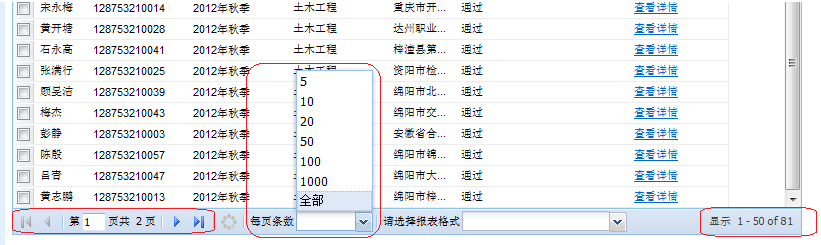 宋永梅 128753210014 2012年秋季 土木工程 重庆市开... 通过 查看详情
黄开塘 128753210028 2012年秋季 土木工程 达州职业... 通过 查看详情
石永高 128753210041 2012年秋季 土木工程 梓潼县第... 通过 查看详情
张满行 128753210025 2012年秋季 土木工程 资阳市检... 通过 查看详情
顾旻洁 128753210039 2012年秋季 绵阳市北... 通过 查看详情
梅杰 128753210043 2012年秋季 绵阳市交... 通过 查看详情
彭静 128753210003 2012年秋季 安徽省合... 通过 查看详情
陈殷 128753210057 2012年秋季 绵阳市锦... 通过 查看详情
吕青 128753210047 2012年秋季 绵阳市大... 通过 查看详情
黄志鹏 128753210013 2012年秋季 绵阳市梓... 通过 查看详情
5
10
20
50
100
1000
全部
第 1 页共 2 页 每页条数 请选择报表格式 显示 1 - 50 of 81